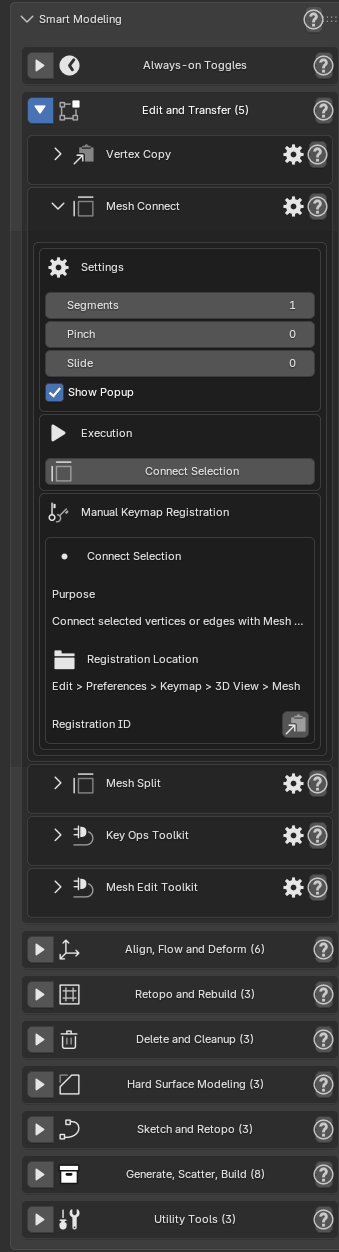 Smart Modeling
Always-on Toggles
Edit and Transfer (5)
Vertex Copy
Mesh Connect
Settings
Segments 1
Pinch 0
Slide 0
Show Popup
Execution
Connect Selection
Manual Keymap Registration
Connect Selection
Purpose
Connect selected vertices or edges with Mesh ...
Registration Location
Edit > Preferences > Keymap > 3D View > Mesh
Registration ID
Mesh Split
Key Ops Toolkit
Mesh Edit Toolkit
Align, Flow and Deform (6)
Retopo and Rebuild (3)
Delete and Cleanup (3)
Hard Surface Modeling (3)
Sketch and Retopo (3)
Generate, Scatter, Build (8)
Utility Tools (3)